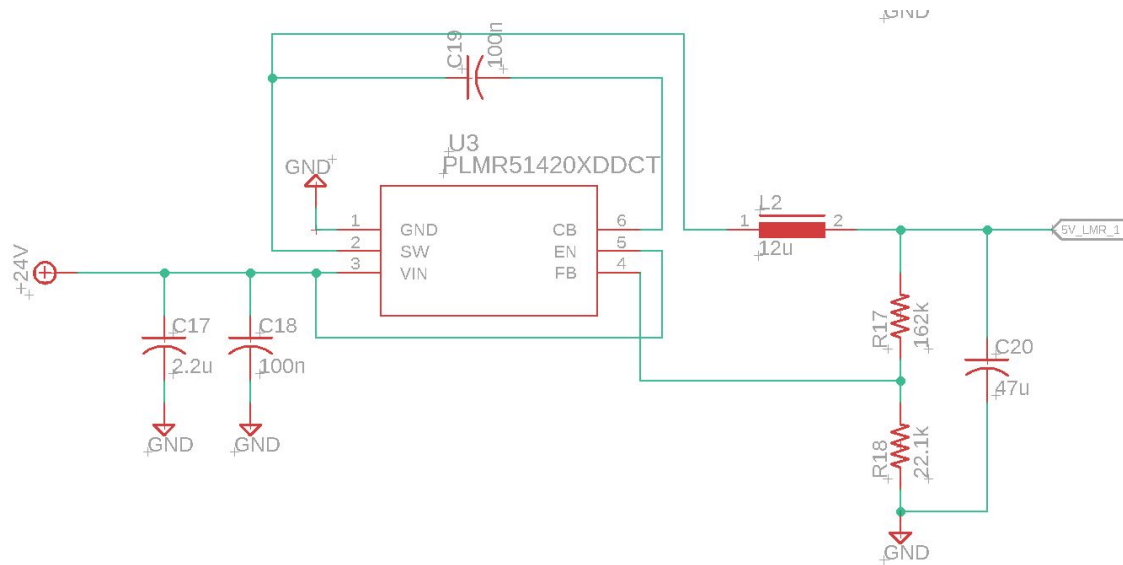 GND
C19
100n
U3
PLMR51420XDDCT
GND
1 GND CB 6
2 SW EN 5
3 VIN FB 4
+24V
L2
1 2
12u
5V_LMR_1
C17
2.2u
C18
100n
R17
162k
C20
47u
R18
22.1k
GND
GND
GND